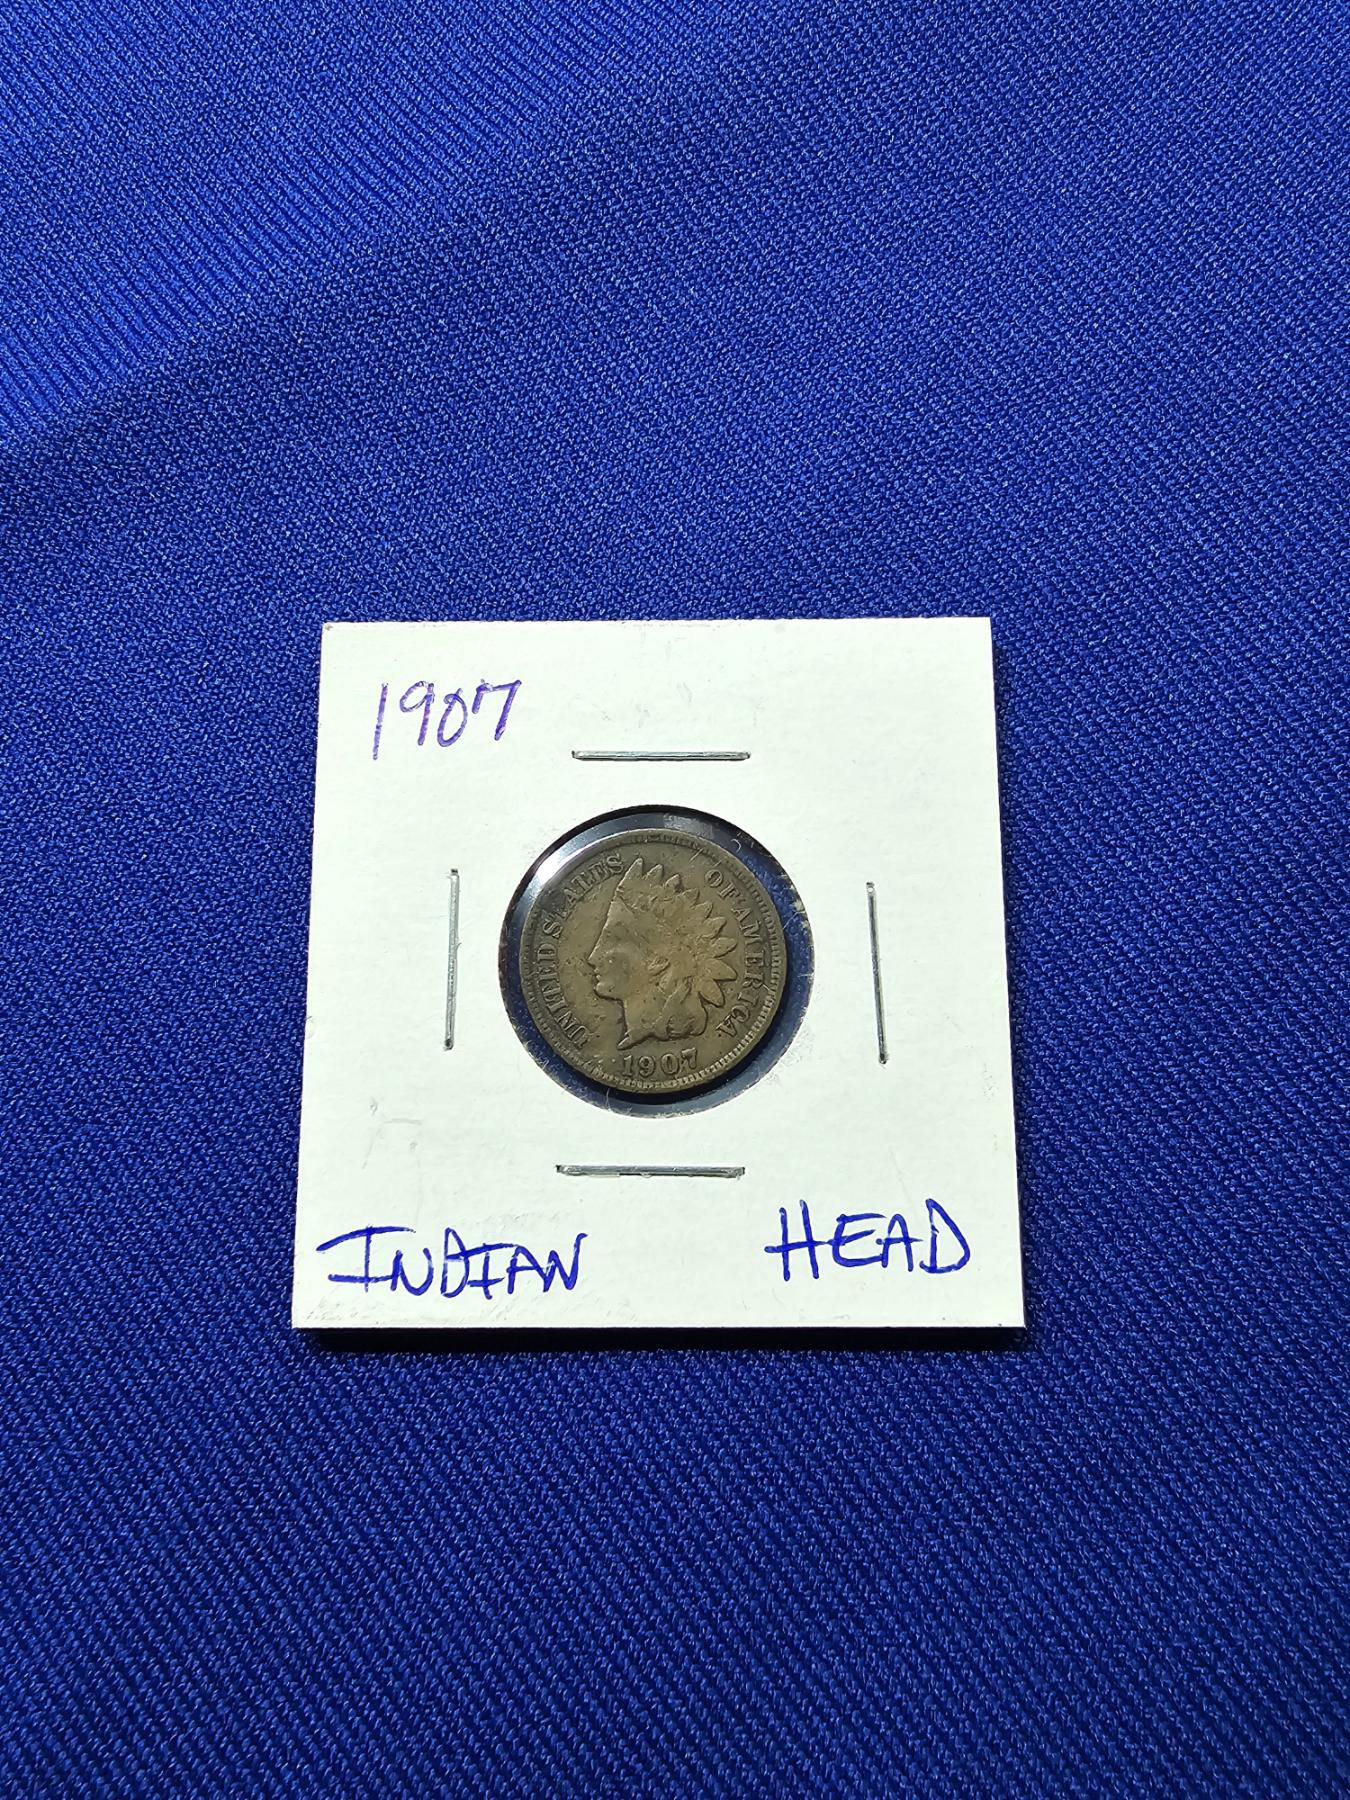 1907
UNITED STATES OF AMERICA
1907
INDIAN HEAD